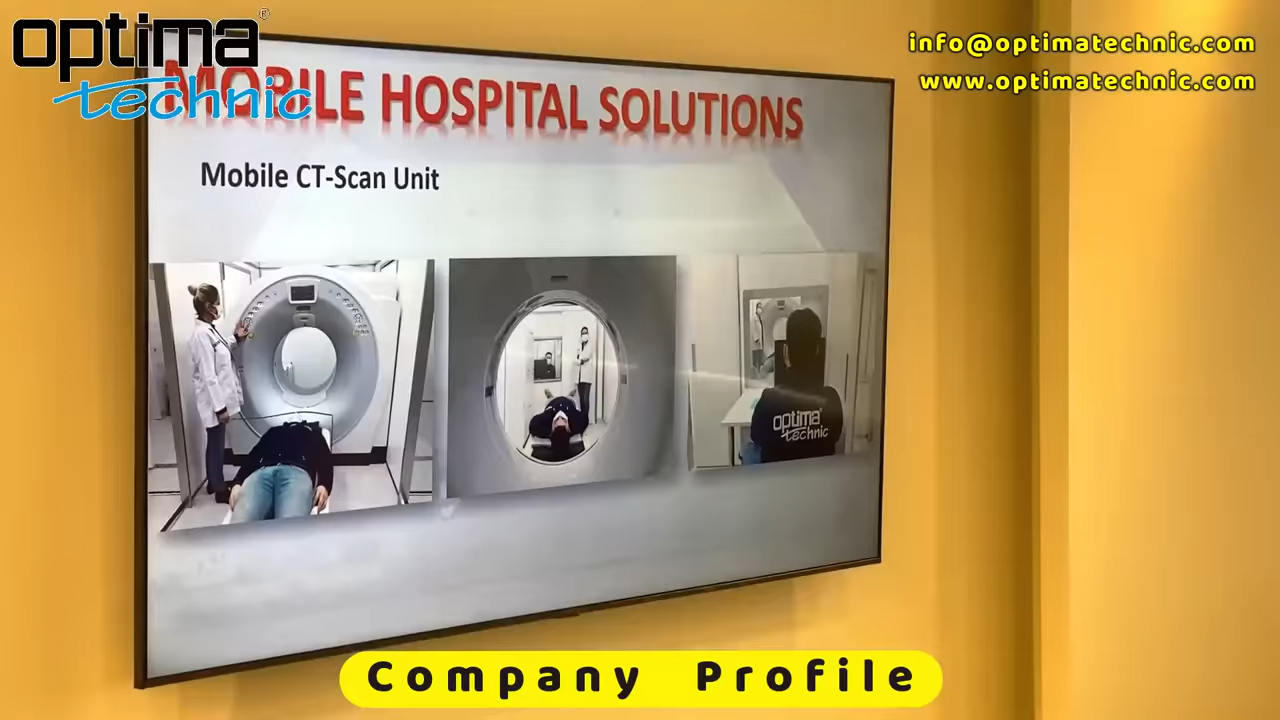 optima®
technic
info@optimatechnic.com
www.optimatechnic.com
MOBILE HOSPITAL SOLUTIONS
Mobile CT-Scan Unit
optima
technic
Company Profile